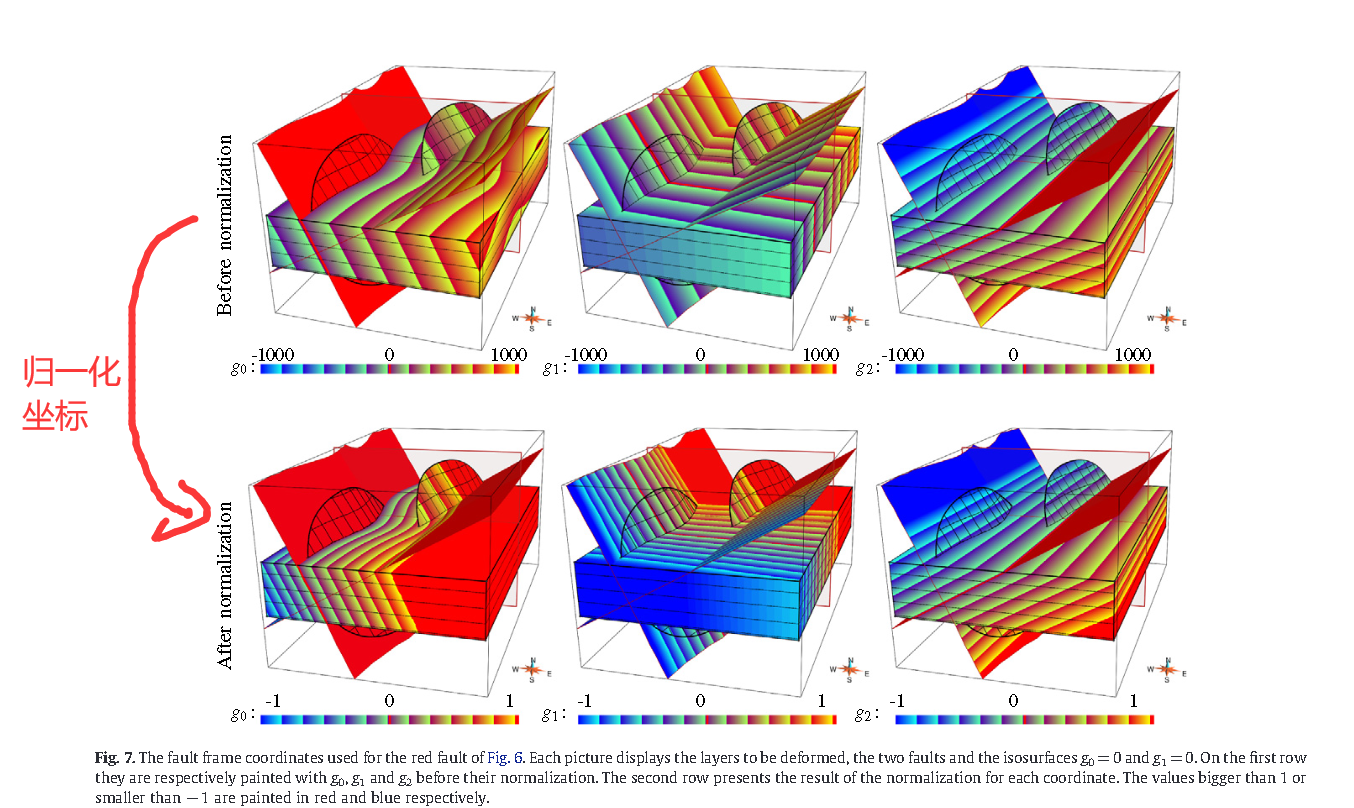 Before normalization
W N E S
W N E S
W N E S
-1000 0 1000
-1000 0 1000
-1000 0 1000
g0:
g1:
g2:
归一化
坐标
After normalization
W N E S
W N E S
W N E S
-1 0 1
-1 0 1
-1 0 1
g0:
g1:
g2:
Fig. 7. The fault frame coordinates used for the red fault of Fig. 6. Each picture displays the layers to be deformed, the two faults and the isosurfaces g0 = 0 and g1 = 0. On the first row
they are respectively painted with g0, g1 and g2 before their normalization. The second row presents the result of the normalization for each coordinate. The values bigger than 1 or
smaller than −1 are painted in red and blue respectively.